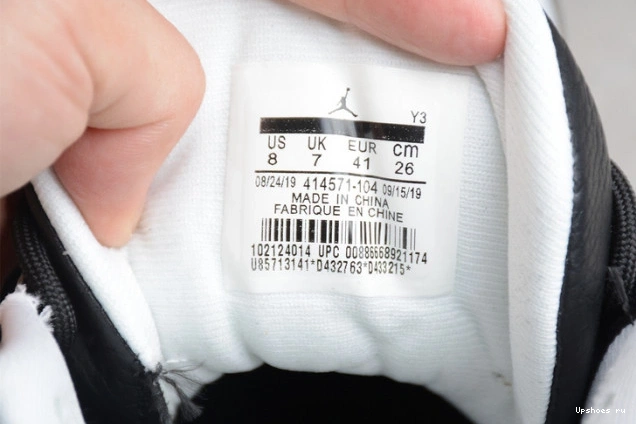 Y3
US UK EUR cm
8 7 41 26
08/24/19 414571-104 09/15/19
MADE IN CHINA
FABRIQUE EN CHINE
102124014 UPC 00886668921174
U85713141*D432763*D433215*
Upshoes ru